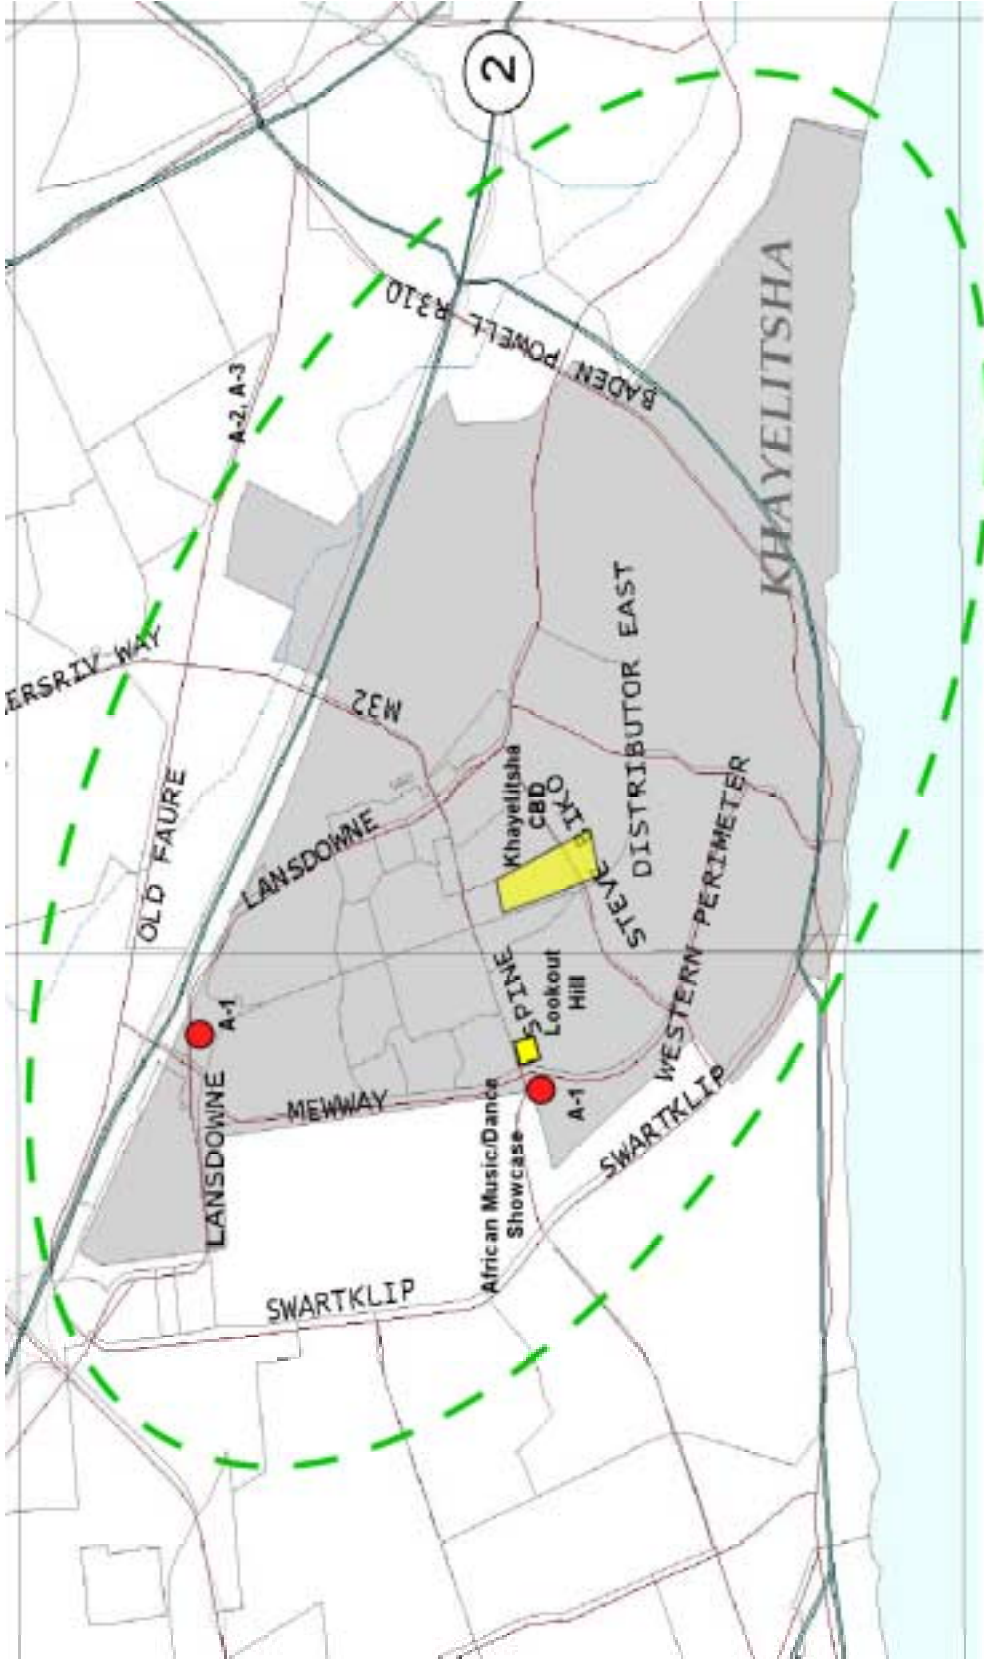 2
BADEN POWELL R310
KHAYELITSHA
A-2, A-3
ERSRIV WAY
M32
OLD FAURE
LANSDOWNE
Khayelitsha
CBD
STEVE
IKO
DISTRIBUTOR EAST
WESTERN PERIMETER
SPINE
Lookout
Hill
A-1
A-1
MEWWAY
LANSDOWNE
African Music/Dance
Showcase
SWARTKLIP
SWARTKLIP